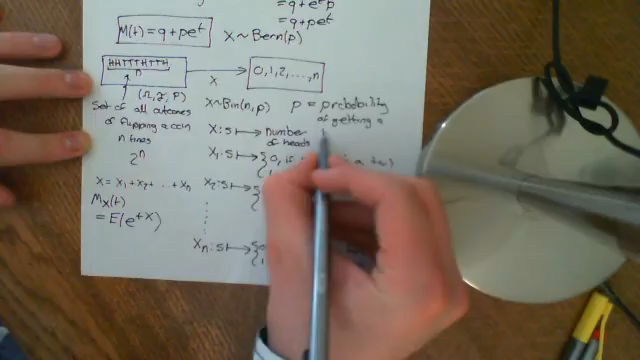 = q + e^t p
= q + pe^t
M(t) = q + pe^t X ~ Bern(p)
HHTTTHTTH
n
X
0, 1, 2, ..., n
(Ω, F, P)
Set of all outcomes
of flipping a coin
n times
2^n
X ~ Bin(n, p) p = probability
of getting a
X: s ↦ number
of heads
X₁: s ↦ { 0, if
X = X₁ + X₂ + ... + Xₙ X₂: s ↦ {
M_X(t)
= E(e^{tX})
Xₙ: s ↦ {